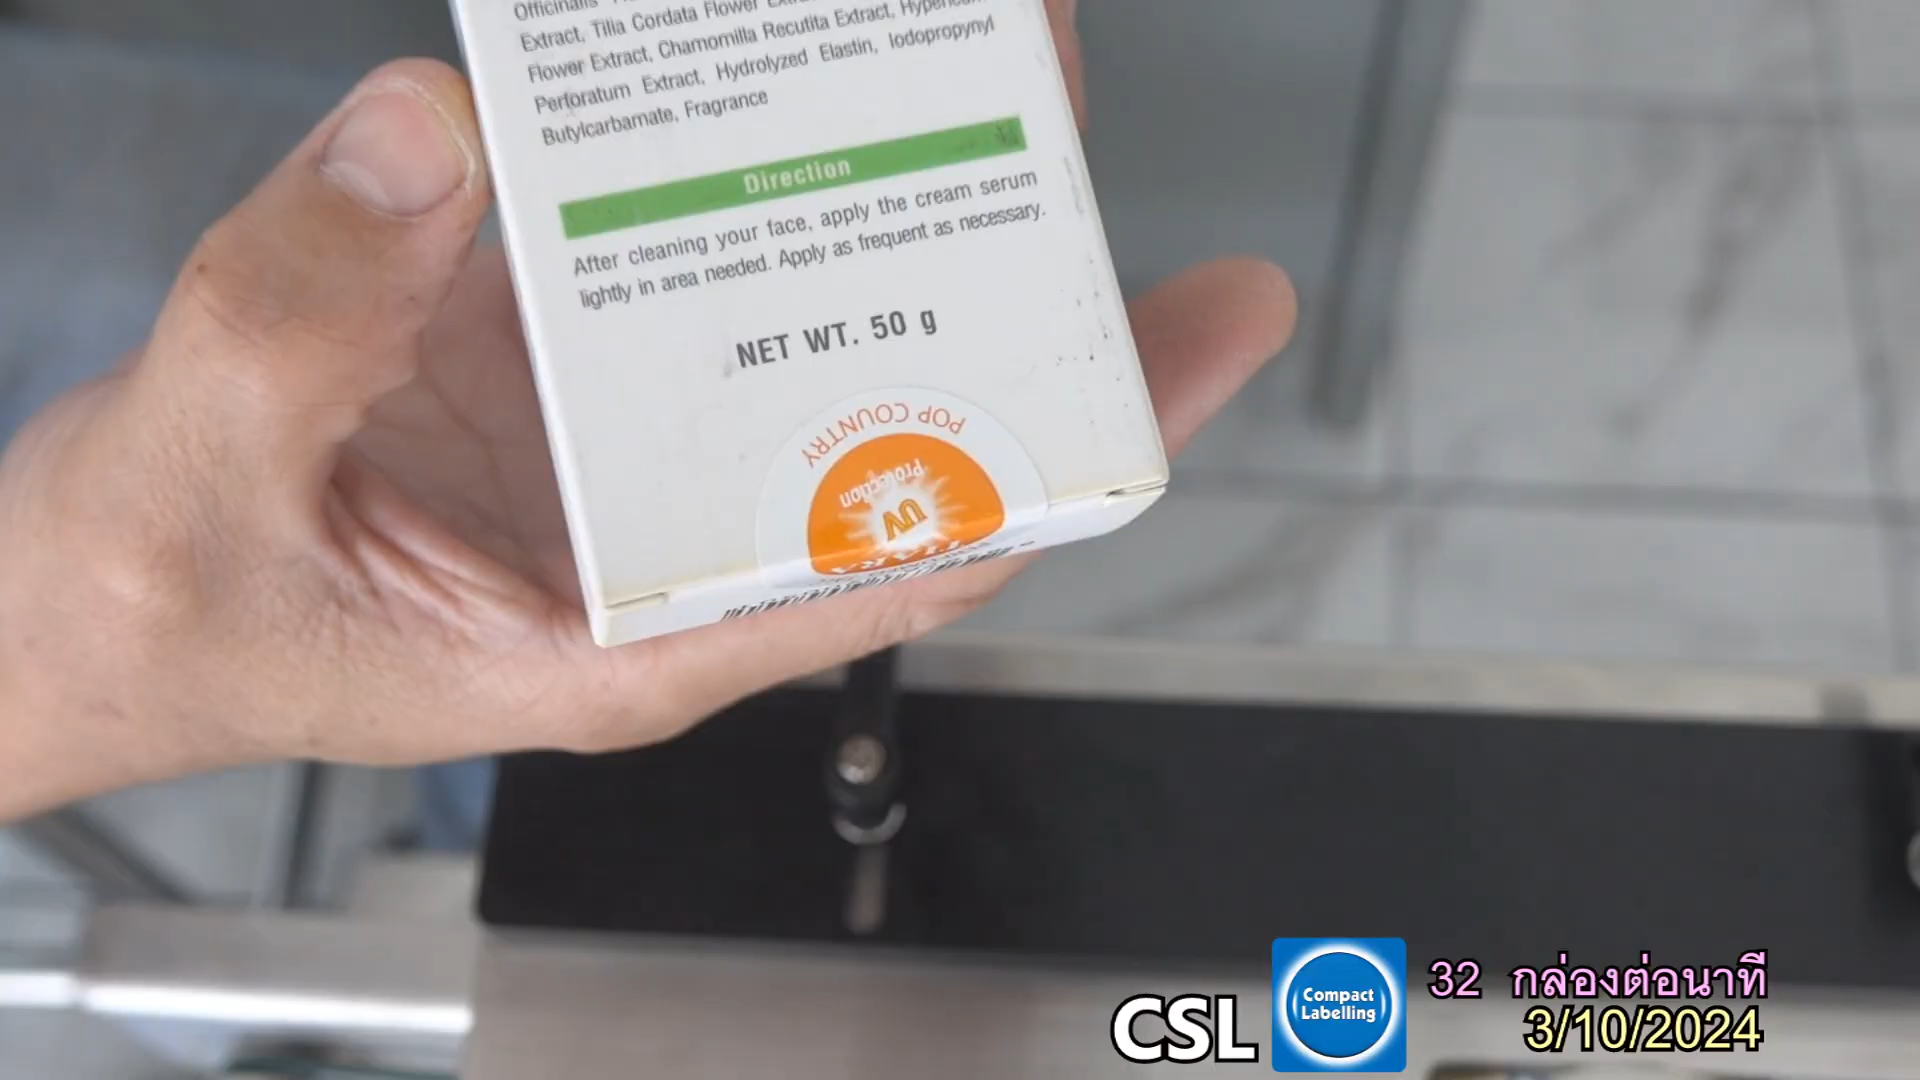 Officinalis
Extract, Tilia Cordata Flower
Flower Extract, Chamomilla Recutita Extract,
Perforatum Extract, Hydrolyzed Elastin, Iodopropynyl
Butylcarbamate, Fragrance
Direction
After cleaning your face, apply the cream serum
lightly in area needed. Apply as frequent as necessary.
NET WT. 50 g
POP COUNTRY
Protection
UV
CSL
Compact
Labelling
32 กล่องต่อนาที
3/10/2024